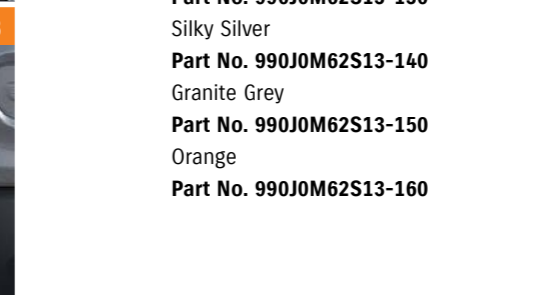 Silky Silver
Part No. 990J0M62S13-140
Granite Grey
Part No. 990J0M62S13-150
Orange
Part No. 990J0M62S13-160